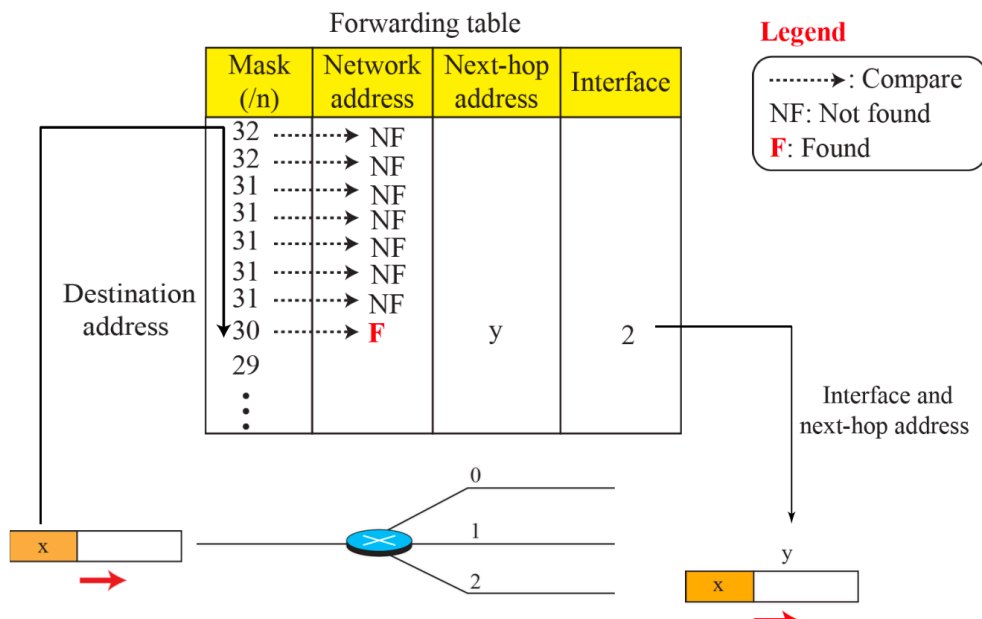 Forwarding table
Legend
Mask (/n) Network address Next-hop address Interface
: Compare
NF: Not found
F: Found
32 NF
32 NF
31 NF
31 NF
31 NF
31 NF
31 NF
30 F y 2
29
Destination
address
Interface and
next-hop address
0
1
2
x
y
x